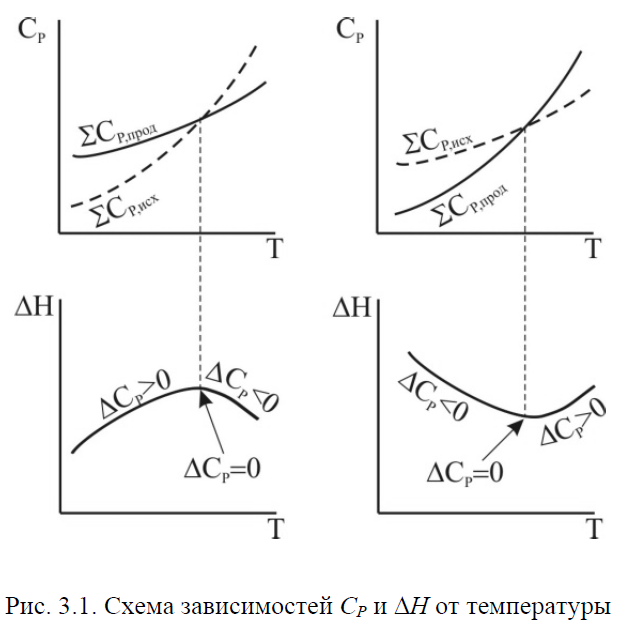 C_P
ΣC_P,прод
ΣC_P,исх
T
C_P
ΣC_P,исх
ΣC_P,прод
T
ΔH
ΔC_P>0
ΔC_P<0
ΔC_P=0
T
ΔH
ΔC_P<0
ΔC_P>0
ΔC_P=0
T
Рис. 3.1. Схема зависимостей C_P и ΔH от температуры